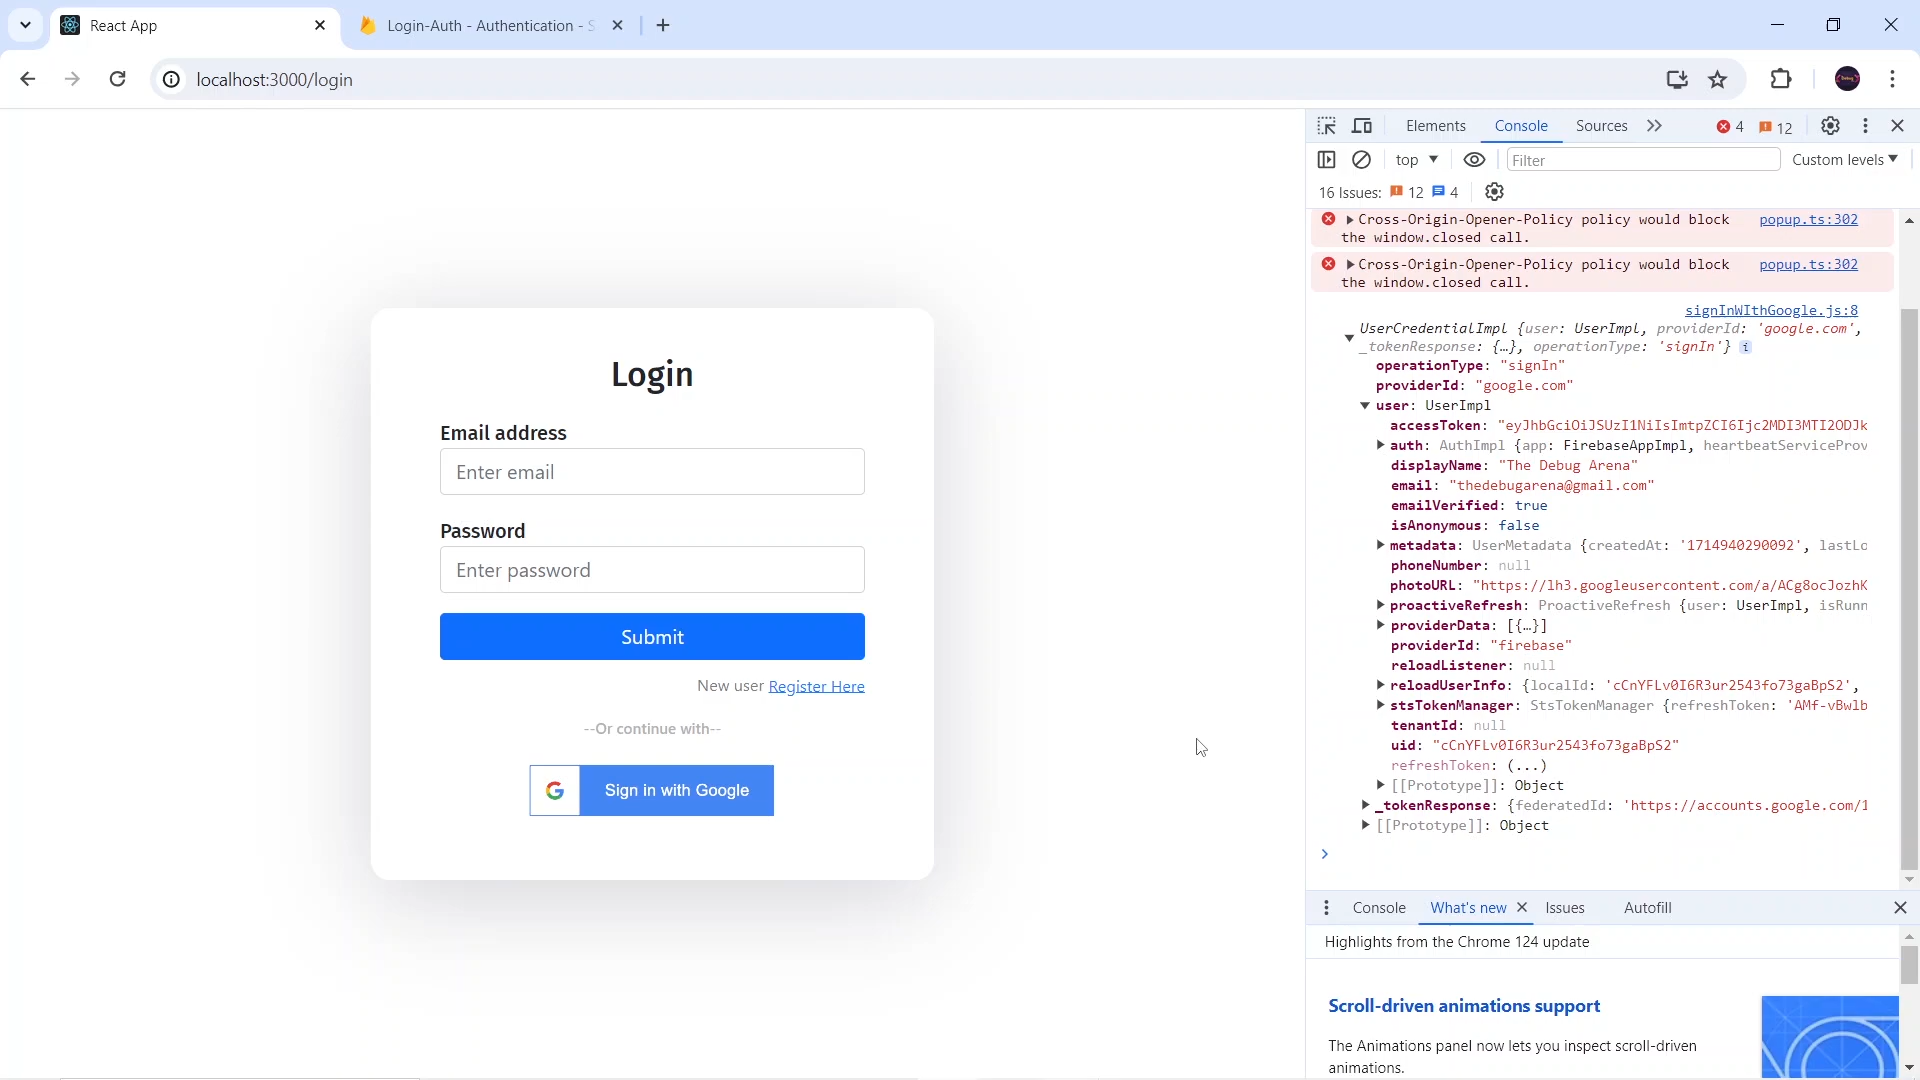 React App
Login-Auth - Authentication - S
localhost:3000/login
Login
Email address
Enter email
Password
Enter password
Submit
New user Register Here
--Or continue with--
Sign in with Google
Elements Console Sources 4 12
top Filter Custom levels
16 Issues: 12 4
Cross-Origin-Opener-Policy policy would block popup.ts:302
the window.closed call.
Cross-Origin-Opener-Policy policy would block popup.ts:302
the window.closed call.
signInWIthGoogle.js:8
UserCredentialImpl {user: UserImpl, providerId: 'google.com',
_tokenResponse: {…}, operationType: 'signIn'} i
operationType: "signIn"
providerId: "google.com"
user: UserImpl
accessToken: "eyJhbGciOiJSUzI1NiIsImtpZCI6Ijc2MDI3MTI2ODJk
auth: AuthImpl {app: FirebaseAppImpl, heartbeatServiceProv
displayName: "The Debug Arena"
email: "thedebugarena@gmail.com"
emailVerified: true
isAnonymous: false
metadata: UserMetadata {createdAt: '1714940290092', lastLo
phoneNumber: null
photoURL: "https://lh3.googleusercontent.com/a/ACg8ocJozhK
proactiveRefresh: ProactiveRefresh {user: UserImpl, isRunn
providerData: [{…}]
providerId: "firebase"
reloadListener: null
reloadUserInfo: {localId: 'cCnYFLv0I6R3ur2543fo73gaBpS2',
stsTokenManager: StsTokenManager {refreshToken: 'AMf-vBwlb
tenantId: null
uid: "cCnYFLv0I6R3ur2543fo73gaBpS2"
refreshToken: (...)
[[Prototype]]: Object
_tokenResponse: {federatedId: 'https://accounts.google.com/1
[[Prototype]]: Object
Console What's new Issues Autofill
Highlights from the Chrome 124 update
Scroll-driven animations support
The Animations panel now lets you inspect scroll-driven
animations.